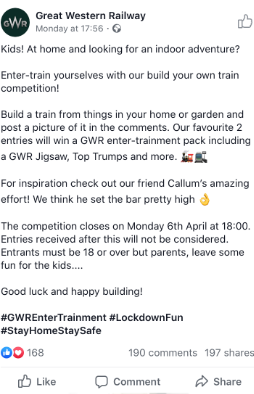 GWR
Great Western Railway
Monday at 17:56 ·
Kids! At home and looking for an indoor adventure?
Enter-train yourselves with our build your own train
competition!
Build a train from things in your home or garden and
post a picture of it in the comments. Our favourite 2
entries will win a GWR enter-trainment pack including
a GWR Jigsaw, Top Trumps and more. 🚂🚅
For inspiration check out our friend Callum's amazing
effort! We think he set the bar pretty high 👌
The competition closes on Monday 6th April at 18:00.
Entries received after this will not be considered.
Entrants must be 18 or over but parents, leave some
fun for the kids....
Good luck and happy building!
#GWREnterTrainment #LockdownFun
#StayHomeStaySafe
168 190 comments 197 shares
Like Comment Share